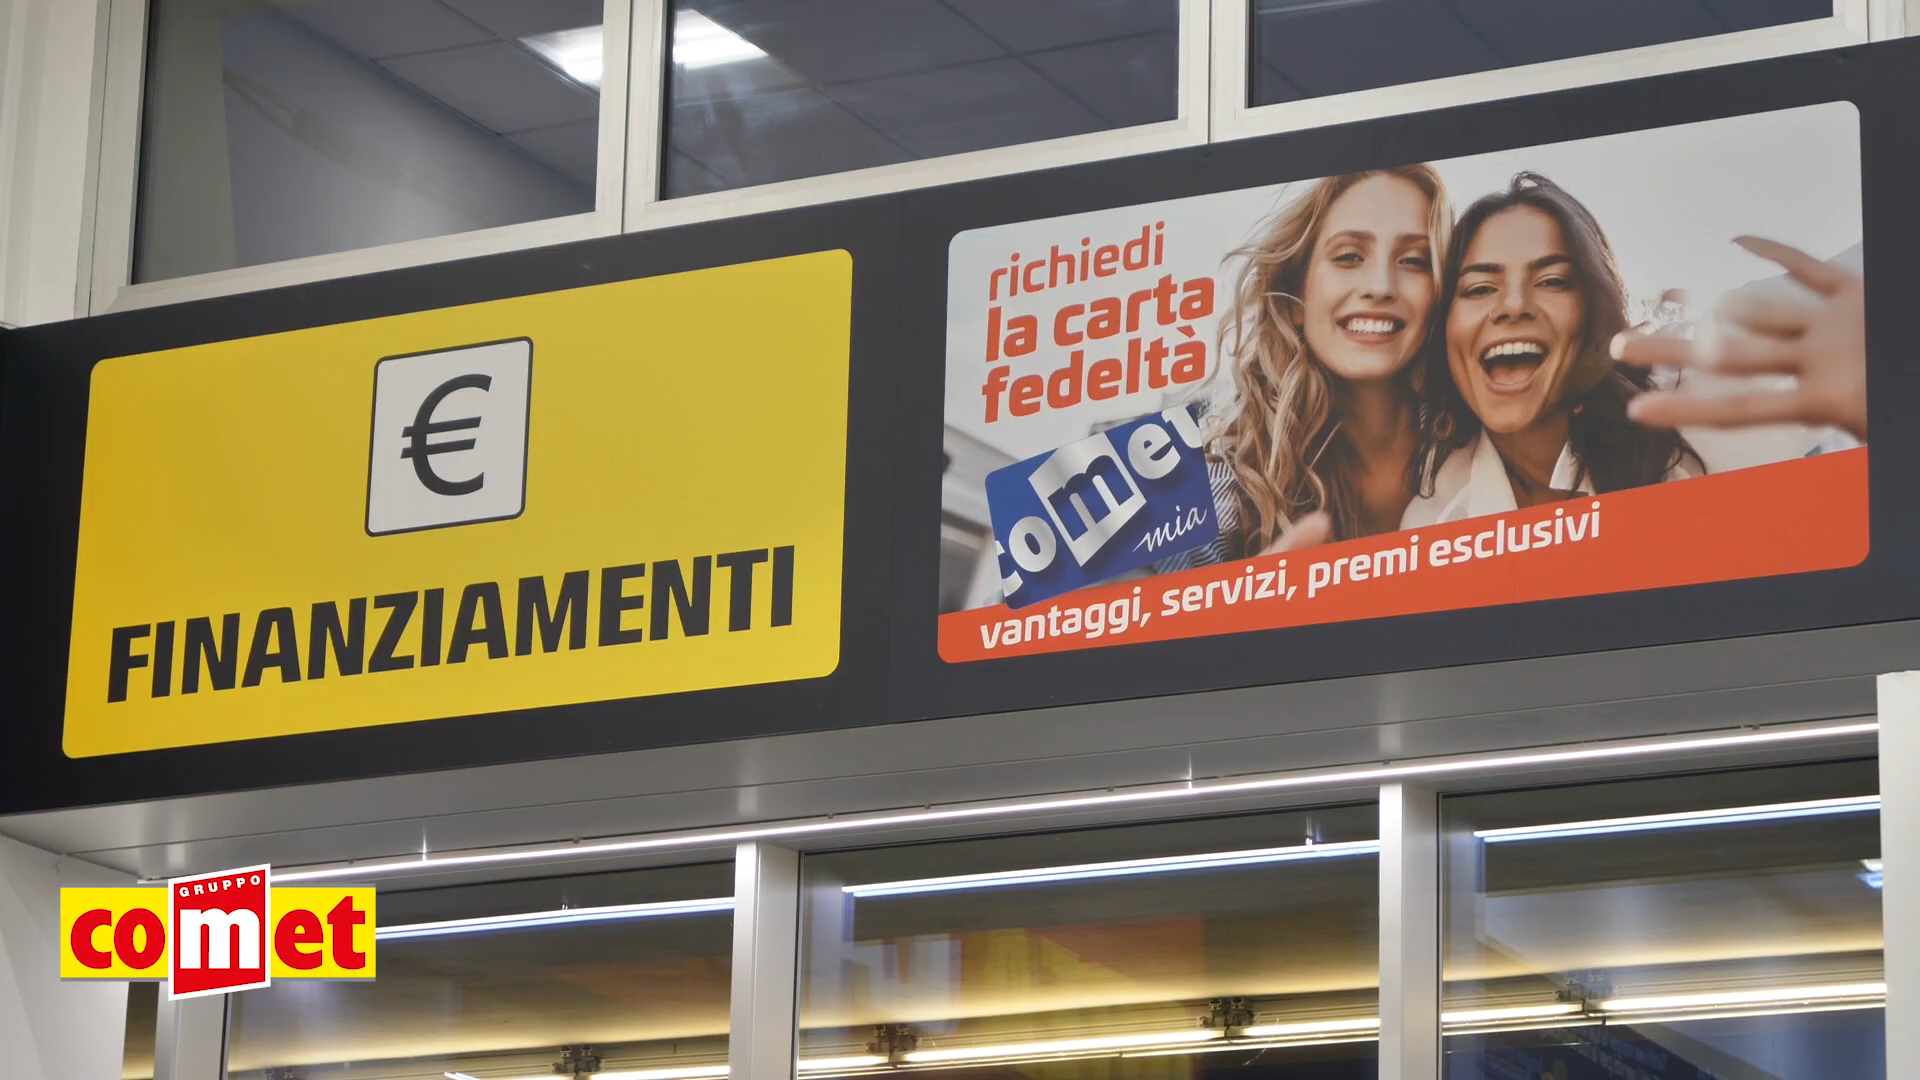 €
FINANZIAMENTI
richiedi
la carta
fedeltà
comet
mia
vantaggi, servizi, premi esclusivi
GRUPPO
comet